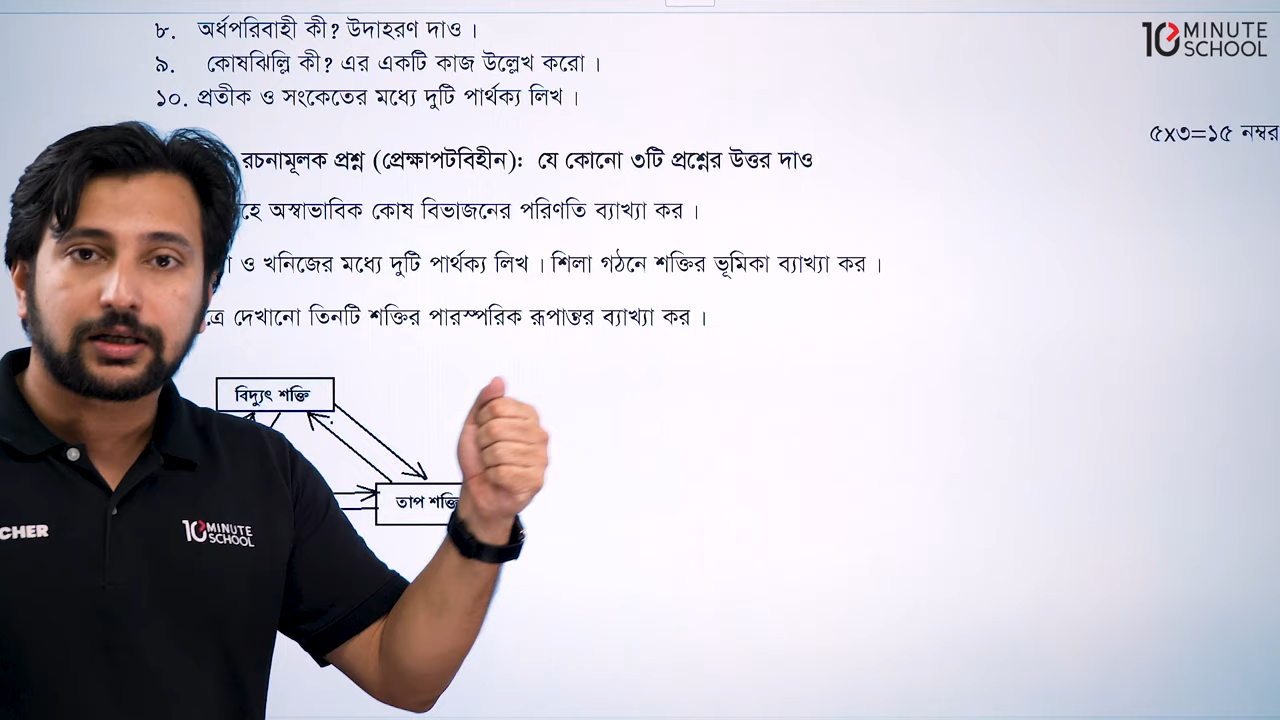 ৮. অর্ধপরিবাহী কী? উদাহরণ দাও ।
10 MINUTE SCHOOL
৯. কোষঝিল্লি কী? এর একটি কাজ উল্লেখ করো ।
১০. প্রতীক ও সংকেতের মধ্যে দুটি পার্থক্য লিখ ।
৫x৩=১৫ নম্বর
রচনামূলক প্রশ্ন (প্রেক্ষাপটবিহীন): যে কোনো ৩টি প্রশ্নের উত্তর দাও
অস্বাভাবিক কোষ বিভাজনের পরিণতি ব্যাখ্যা কর ।
ও খনিজের মধ্যে দুটি পার্থক্য লিখ । শিলা গঠনে শক্তির ভূমিকা ব্যাখ্যা কর ।
দেখানো তিনটি শক্তির পারস্পরিক রূপান্তর ব্যাখ্যা কর ।
বিদ্যুৎ শক্তি
তাপ শক্তি
10 MINUTE SCHOOL